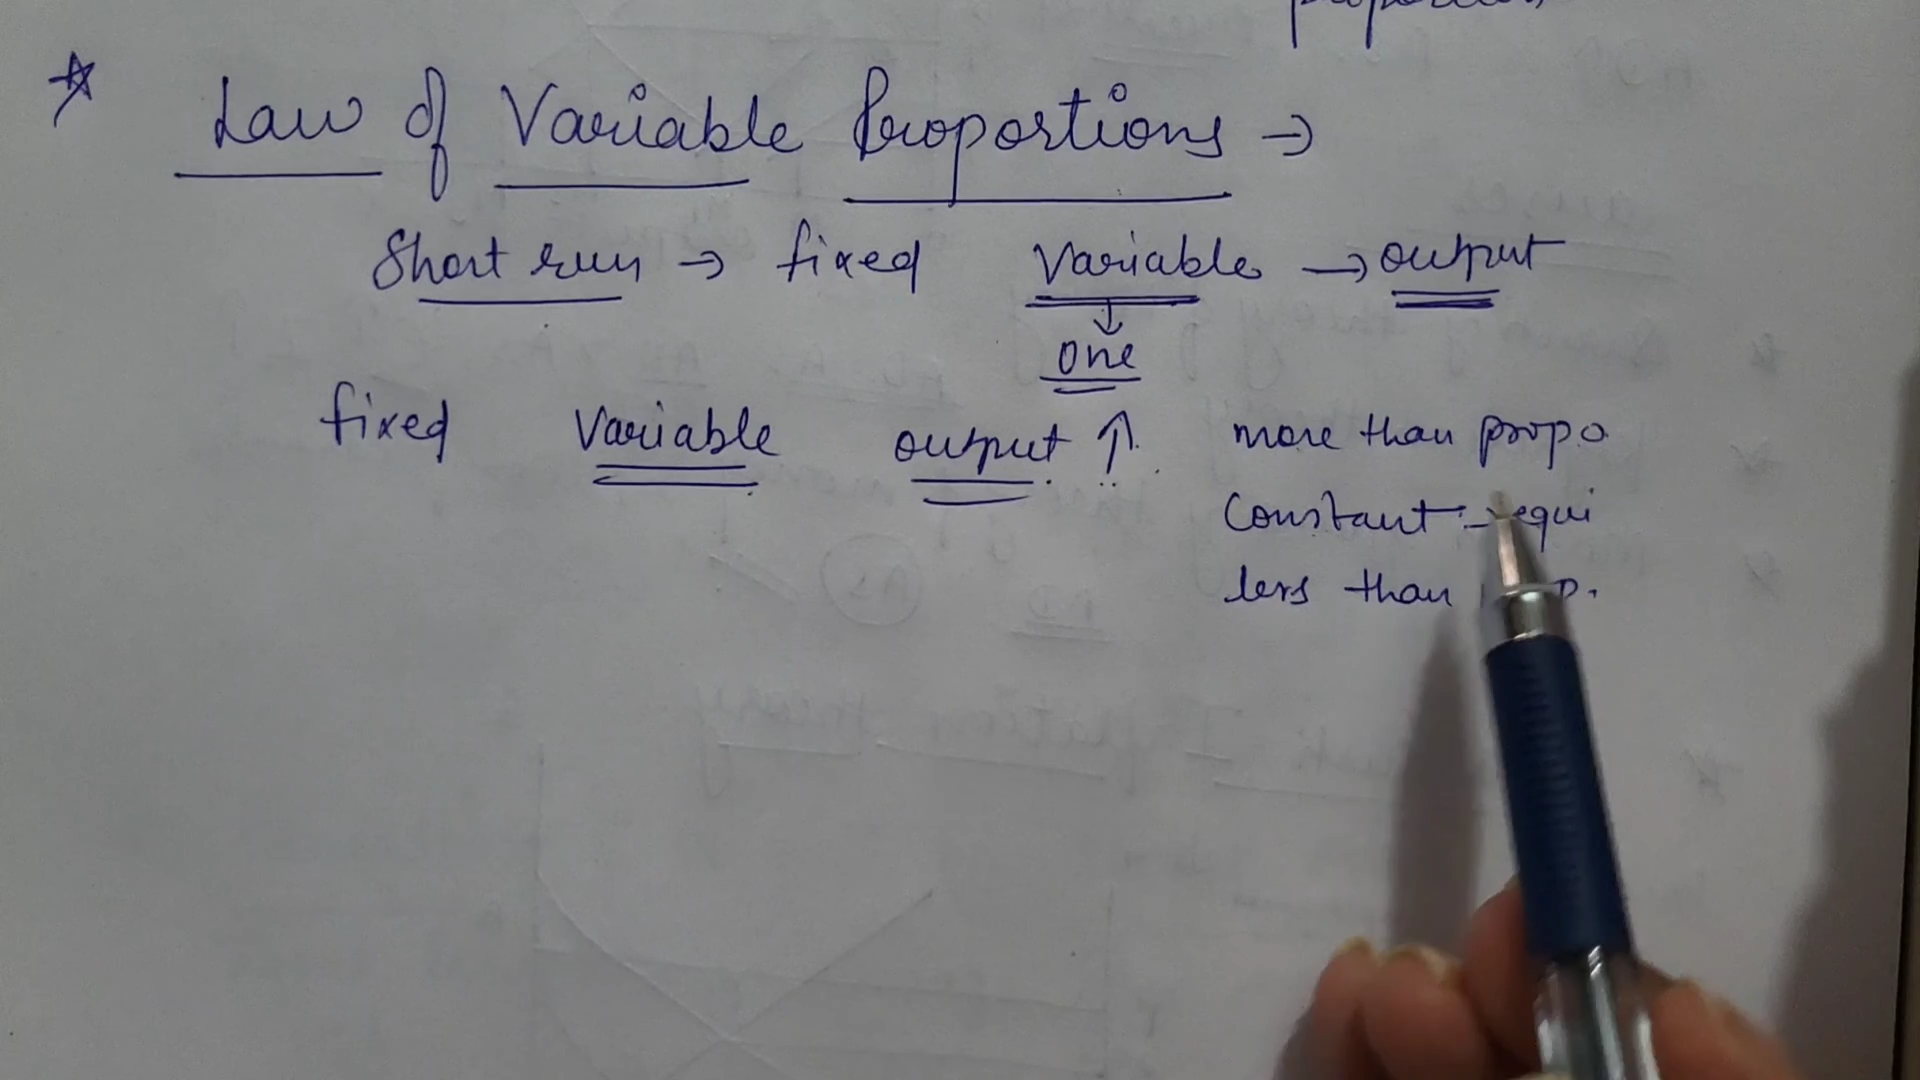 ☆ Law of Variable Proportions →
Short run → fixed Variable → output
↓
one
fixed Variable output ↑ more than propo.
Constant - equi
less than